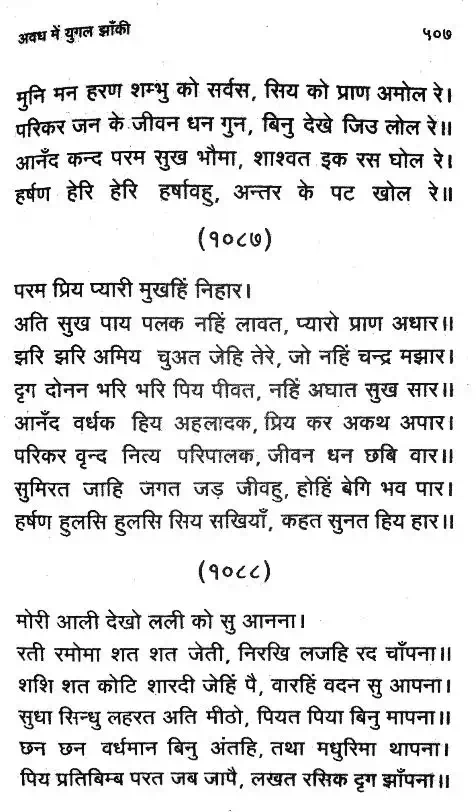 अवध में युगल झाँकी ५०७
मुनि मन हरण शम्भु को सर्वस, सिय को प्राण अमोल रे।
परिकर जन के जीवन धन गुन, बिनु देखे जिउ लोल रे॥
आनँद कन्द परम सुख भौमा, शाश्वत इक रस घोल रे।
हर्षण हेरि हेरि हर्षावहु, अन्तर के पट खोल रे॥
(१०८७)
परम प्रिय प्यारी मुखहिं निहार।
अति सुख पाय पलक नहिं लावत, प्यारो प्राण अधार॥
झरि झरि अमिय चुअत जेहि तेरे, जो नहिं चन्द्र मझार।
दृग दोनन भरि भरि पिय पीवत, नहिं अघात सुख सार॥
आनँद वर्धक हिय अहलादक, प्रिय कर अकथ अपार।
परिकर वृन्द नित्य परिपालक, जीवन धन छबि वार॥
सुमिरत जाहि जगत जड़ जीवहु, होहिं बेगि भव पार।
हर्षण हुलसि हुलसि सिय सखियाँ, कहत सुनत हिय हार॥
(१०८८)
मोरी आली देखो लली को सु आनना।
रती रमोमा शत शत जेती, निरखि लजहि रद चाँपना॥
शशि शत कोटि शारदी जेहिं पै, वारहिं वदन सु आपना।
सुधा सिन्धु लहरत अति मीठो, पियत पिया बिनु मापना॥
छन छन वर्धमान बिनु अंतहि, तथा मधुरिमा थापना।
पिय प्रतिबिम्ब परत जब जापै, लखत रसिक दृग झाँपना॥